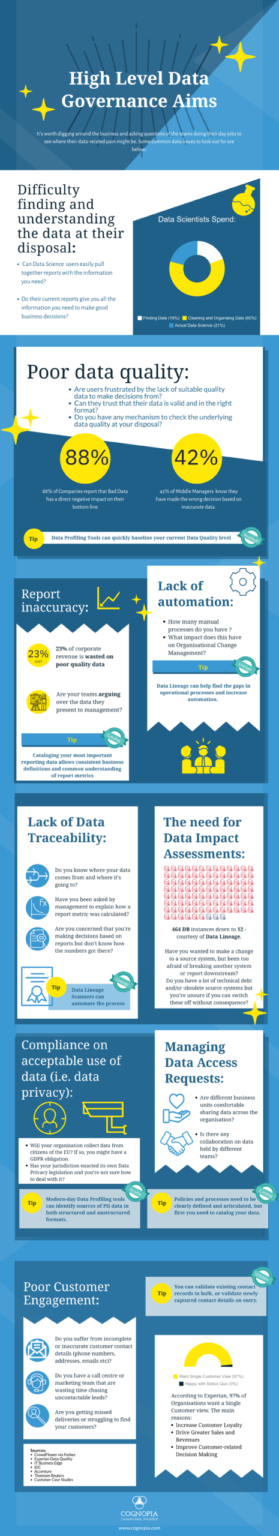 High Level Data
Governance Aims
It's worth digging around the business and asking questions of the teams doing their day jobs to
see where their data-related pain might be. Some common data issues to look out for are
below:
Difficulty
finding and
understanding
the data at their
disposal:
Can Data Science users easily pull
together reports with the information
you need?
Do their current reports give you all the
information you need to make good
business decisions?
Data Scientists Spend:
Finding Data (19%)
Cleaning and Organising Data (60%)
Actual Data Science (21%)
Poor data quality:
Are users frustrated by the lack of suitable quality
data to make decisions from?
Can they trust that their data is valid and in the right
format?
Do you have any mechanism to check the underlying
data quality at your disposal?
88%
88% of Companies report that Bad Data
has a direct negative impact on their
bottom line
42%
42% of Middle Managers know they
have made the wrong decision based on
inaccurate data.
Tip
Data Profiling Tools can quickly baseline your current Data Quality level
Report
inaccuracy:
23%
23% of corporate
revenue is wasted on
poor quality data
Are your teams arguing
over the data they
present to management?
Tip
Cataloging your most important
reporting data allows consistent business
definitions and common understanding
of report metrics
Lack of
automation:
How many manual
processes do you have ?
What impact does this have
on Organisational Change
Management?
Tip
Data Lineage can help find the gaps in
operational processes and increase
automation.
Lack of Data
Traceability:
Do you know where your data
comes from and where it's
going to?
Have you been asked by
management to explain how a
report metric was calculated?
Are you concerned that you're
making decisions based on
reports but don't know how
the numbers got there?
Tip
Data Lineage
Scanners can
automate the process
The need for
Data Impact
Assessments:
464 DB instances down to 12 -
courtesy of Data Lineage.
Have you wanted to make a change
to a source system, but been too
afraid of breaking another system
or report downstream?
Do you have a lot of technical debt
and/or obsolete source systems but
you're unsure if you can switch
these off without consequence?
Compliance on
acceptable use of
data (i.e. data
privacy):
Will your organisation collect data from
citizens of the EU? If so, you might have a
GDPR obligation.
Has your jurisdiction enacted its own Data
Privacy legislation and you're not sure how
to deal with it?
Tip
Modern-day Data Profiling tools
can identify sources of PII data in
both structured and unstructured
formats.
Managing
Data Access
Requests:
Are different business
units comfortable
sharing data across the
organisation?
Is there any
collaboration on data
held by different
teams?
Tip
Policies and processes need to be
clearly defined and articulated, but
first you need to catalog your data.
Poor Customer
Engagement:
Do you suffer from incomplete
or inaccurate customer contact
details (phone numbers,
addresses, emails etc)?
Do you have a call centre or
marketing team that are
wasting time chasing
uncontactable leads?
Are you getting missed
deliveries or struggling to find
your customers?
Tip
You can validate existing contact
records in bulk, or validate newly
captured contact details on entry.
Want Single Customer View (97%)
Happy with Status Quo (3%)
According to Experian, 97% of
Organisations want a Single
Customer view. The main
reasons:
Increase Customer Loyalty
Drive Greater Sales and
Revenues
Improve Customer-related
Decision Making
Sources:
CrowdFlower via Forbes
Experian Data Quality
IT Business Edge
IDC
Accenture
Thomson Reuters
Customer Case Studies
COGNOPIA
www.cognopia.com